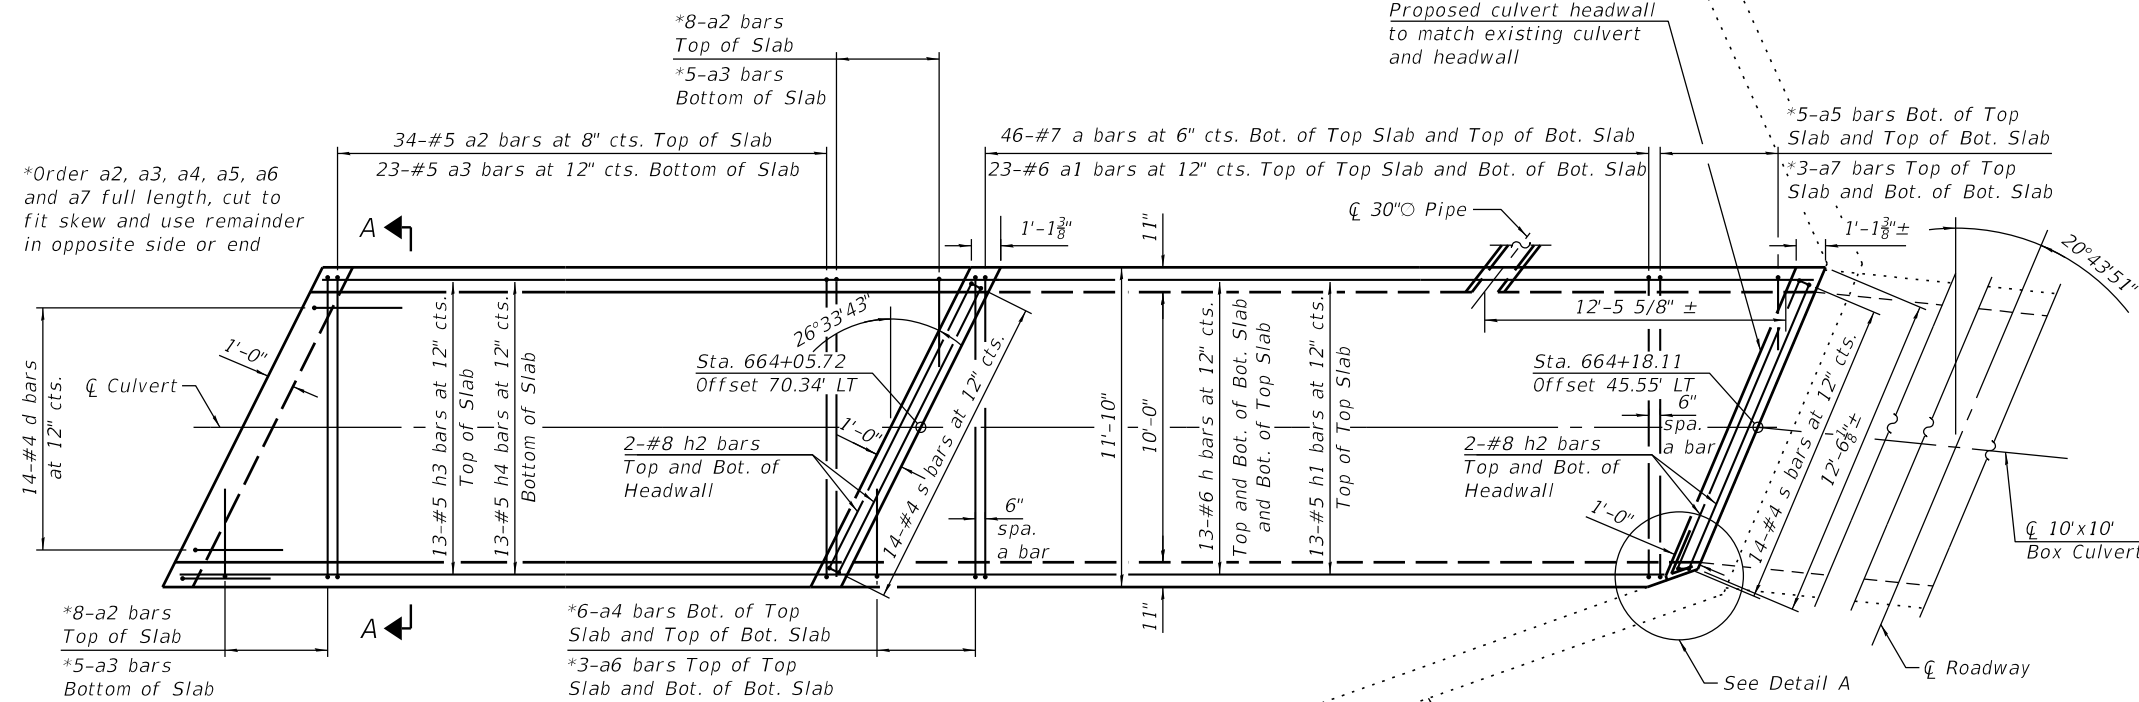 *8-a2 bars
Top of Slab
*5-a3 bars
Bottom of Slab
Proposed culvert headwall
to match existing culvert
and headwall
34-#5 a2 bars at 8" cts. Top of Slab
23-#5 a3 bars at 12" cts. Bottom of Slab
46-#7 a bars at 6" cts. Bot. of Top Slab and Top of Bot. Slab
23-#6 a1 bars at 12" cts. Top of Top Slab and Bot. of Bot. Slab
*5-a5 bars Bot. of Top
Slab and Top of Bot. Slab
*3-a7 bars Top of Top
Slab and Bot. of Bot. Slab
*Order a2, a3, a4, a5, a6
and a7 full length, cut to
fit skew and use remainder
in opposite side or end
A
1'-1⅜"
11"
℄ 30"○ Pipe
1'-1⅜"±
20°43'51"
12'-5 5/8" ±
14-#4 d bars
at 12" cts.
1'-0"
℄ Culvert
13-#5 h3 bars at 12" cts.
Top of Slab
13-#5 h4 bars at 12" cts.
Bottom of Slab
26°33'43"
Sta. 664+05.72
Offset 70.34' LT
1'-0"
2-#8 h2 bars
Top and Bot. of
Headwall
14-#4 s bars at 12" cts.
6"
spa.
a bar
11'-10"
10'-0"
13-#6 h bars at 12" cts.
Top and Bot. of Bot. Slab
and Bot. of Top Slab
13-#5 h1 bars at 12" cts.
Top of Top Slab
Sta. 664+18.11
Offset 45.55' LT
6"
spa.
a bar
2-#8 h2 bars
Top and Bot. of
Headwall
1'-0"
14-#4 s bars at 12" cts.
12'-6⅛"±
℄ 10'x10'
Box Culvert
*8-a2 bars
Top of Slab
*5-a3 bars
Bottom of Slab
A
*6-a4 bars Bot. of Top
Slab and Top of Bot. Slab
*3-a6 bars Top of Top
Slab and Bot. of Bot. Slab
11"
See Detail A
℄ Roadway